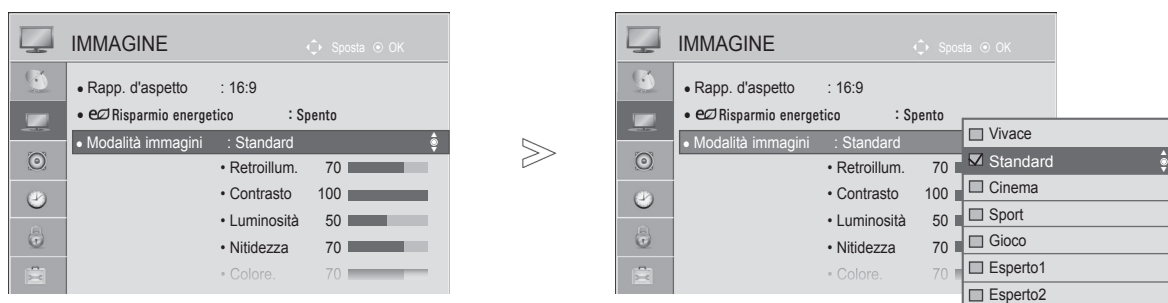 IMMAGINE Sposta OK
• Rapp. d'aspetto : 16:9
• e Risparmio energetico : Spento
• Modalità immagini : Standard
• Retroillum. 70
• Contrasto 100
• Luminosità 50
• Nitidezza 70
• Colore. 70
IMMAGINE Sposta OK
• Rapp. d'aspetto : 16:9
• e Risparmio energetico : Spento
• Modalità immagini : Standard
• Retroillum. 70
• Contrasto 100
• Luminosità 50
• Nitidezza 70
• Colore. 70
Vivace
Standard
Cinema
Sport
Gioco
Esperto1
Esperto2